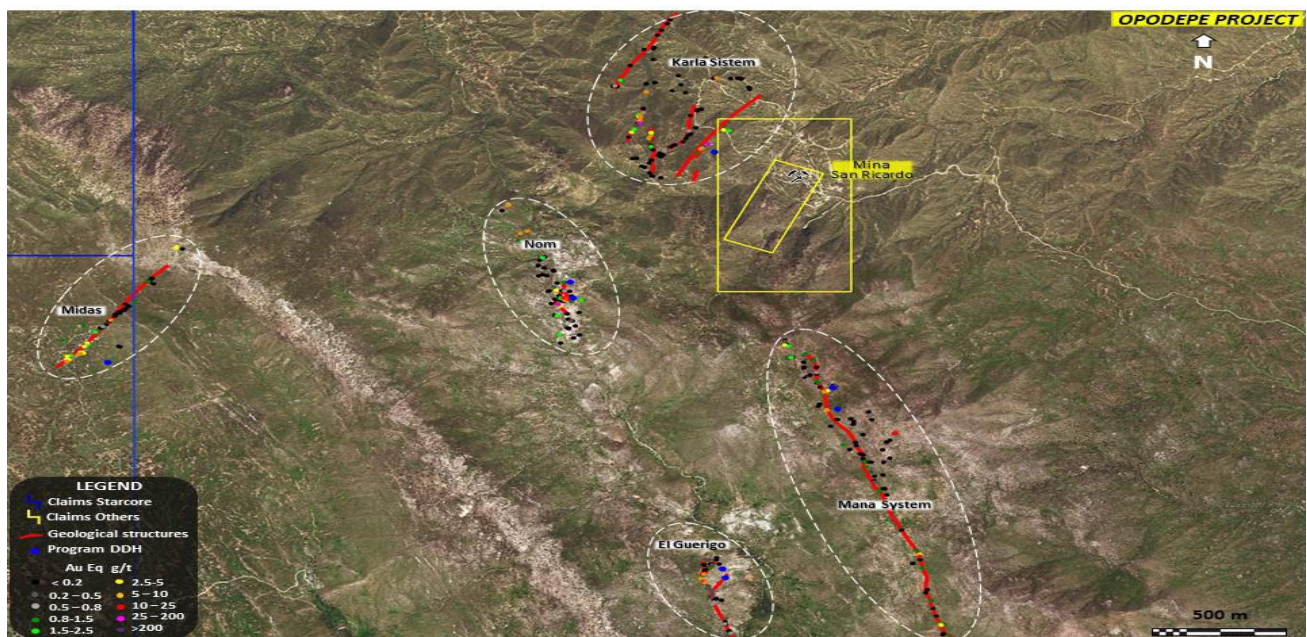 OPODEPE PROJECT
N
Karla Sistem
Mina
San Ricardo
Nom
Midas
Mana System
El Guerigo
500 m
LEGEND
Claims Starcore
Claims Others
Geological structures
Program DDH
Au Eq g/t
< 0.2
0.2 – 0.5
0.5 – 0.8
0.8-1.5
1.5-2.5
2.5-5
5 – 10
10 – 25
25 – 200
>200